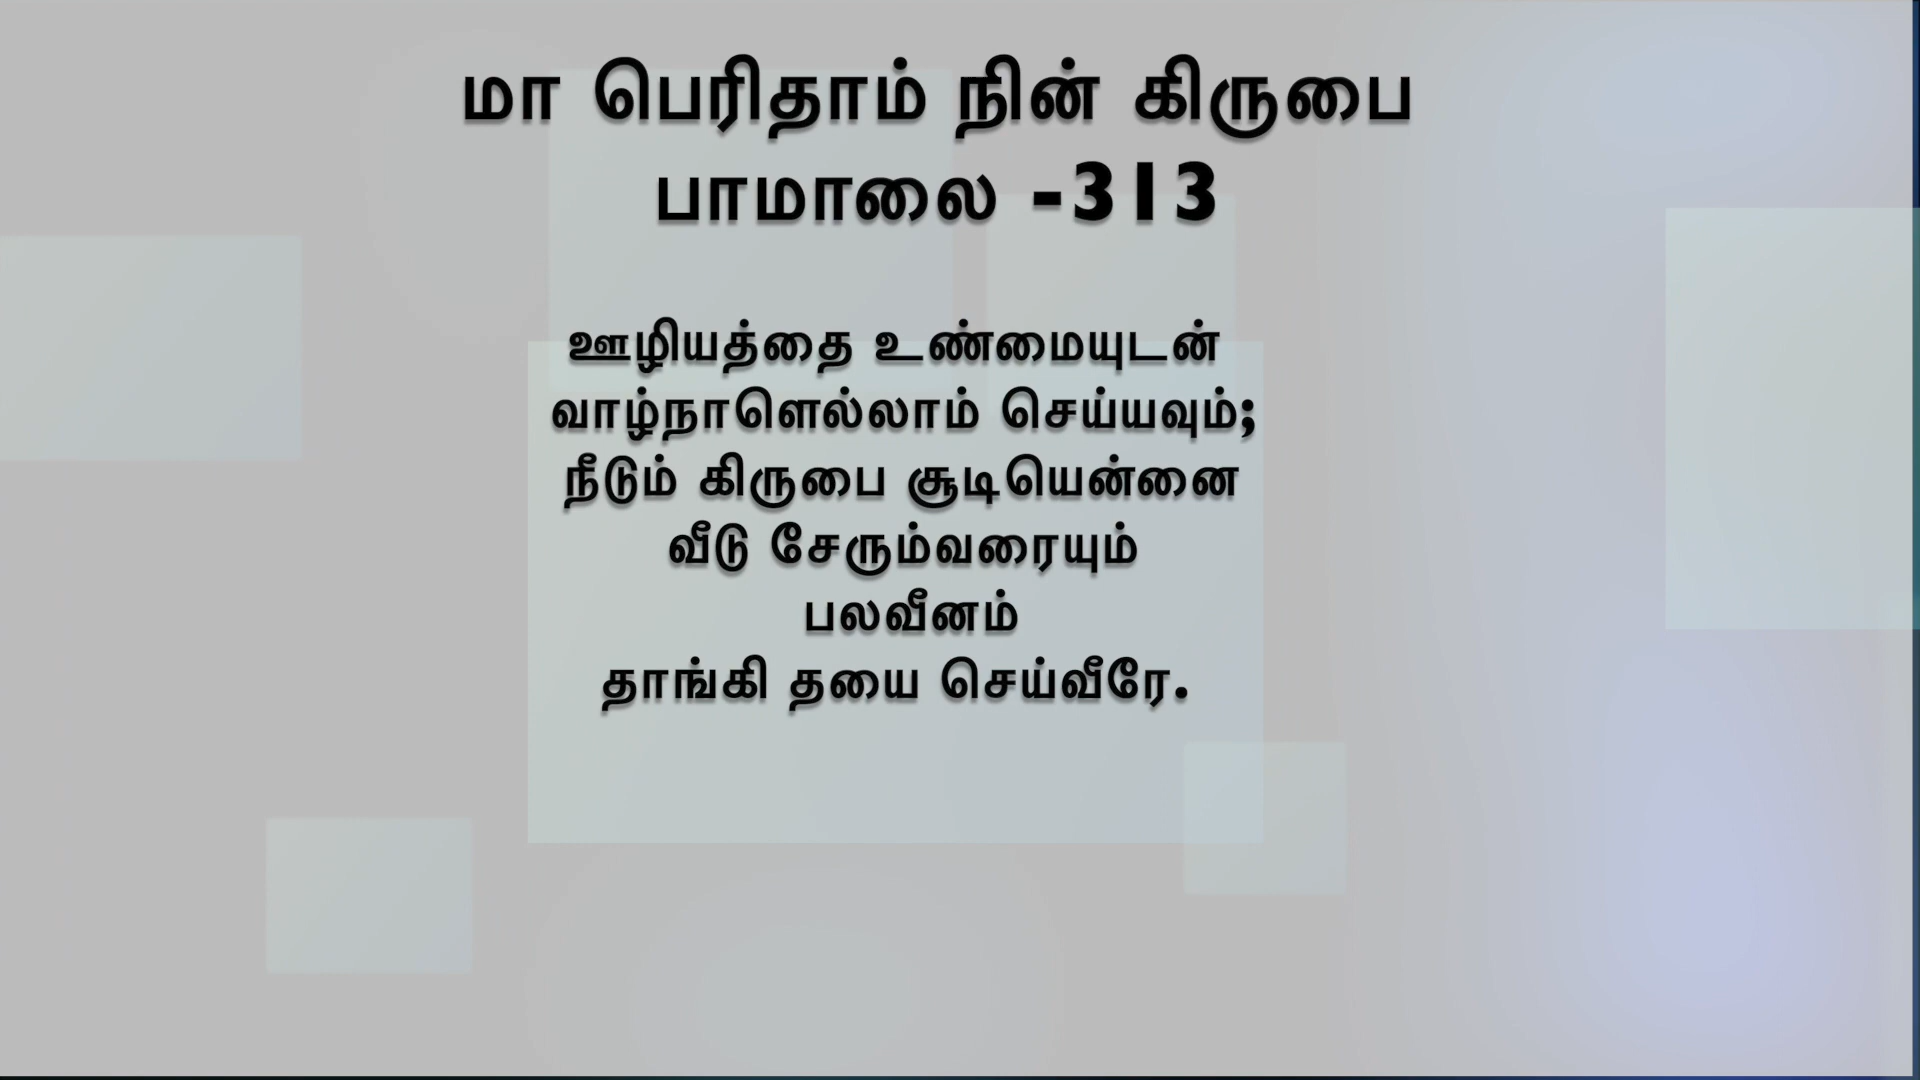 மா பெரிதாம் நின் கிருபை
பாமாலை -313
ஊழியத்தை உண்மையுடன்
வாழ்நாளெல்லாம் செய்யவும்;
நீடும் கிருபை சூடியென்னை
வீடு சேரும்வரையும்
பலவீனம்
தாங்கி தயை செய்வீரே.